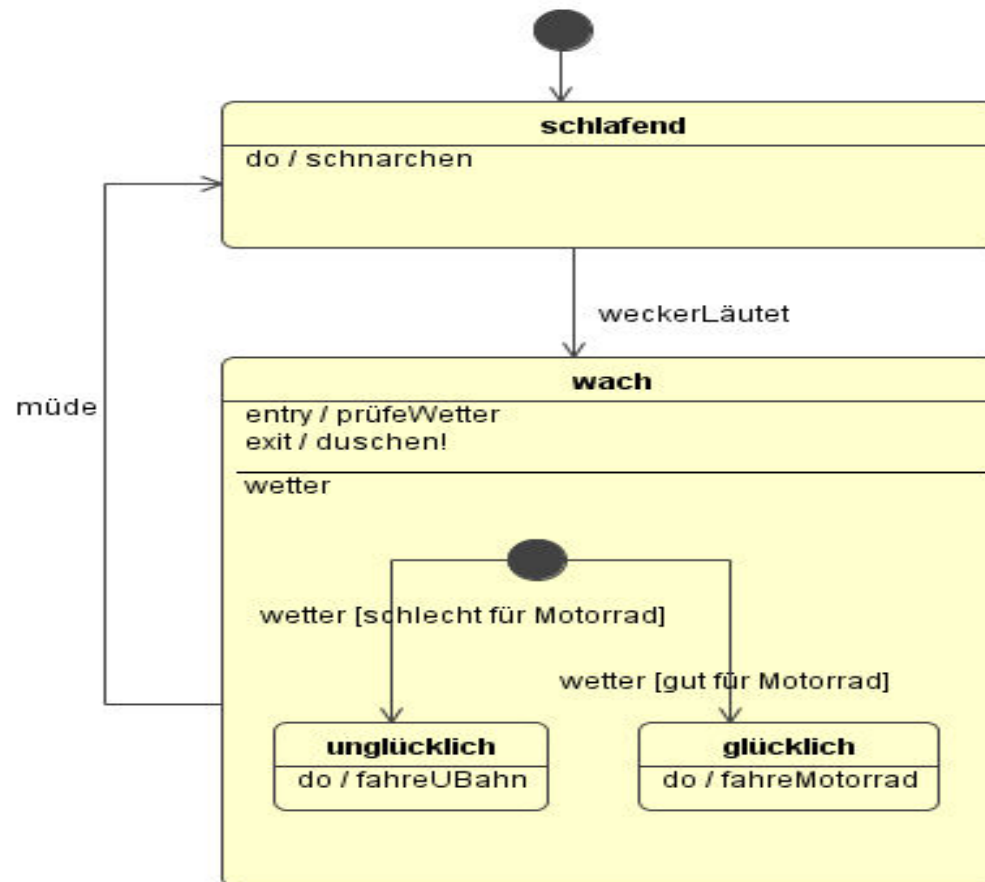 schlafend
do / schnarchen
weckerLäutet
wach
müde
entry / prüfeWetter
exit / duschen!
wetter
wetter [schlecht für Motorrad]
wetter [gut für Motorrad]
unglücklich
do / fahreUBahn
glücklich
do / fahreMotorrad